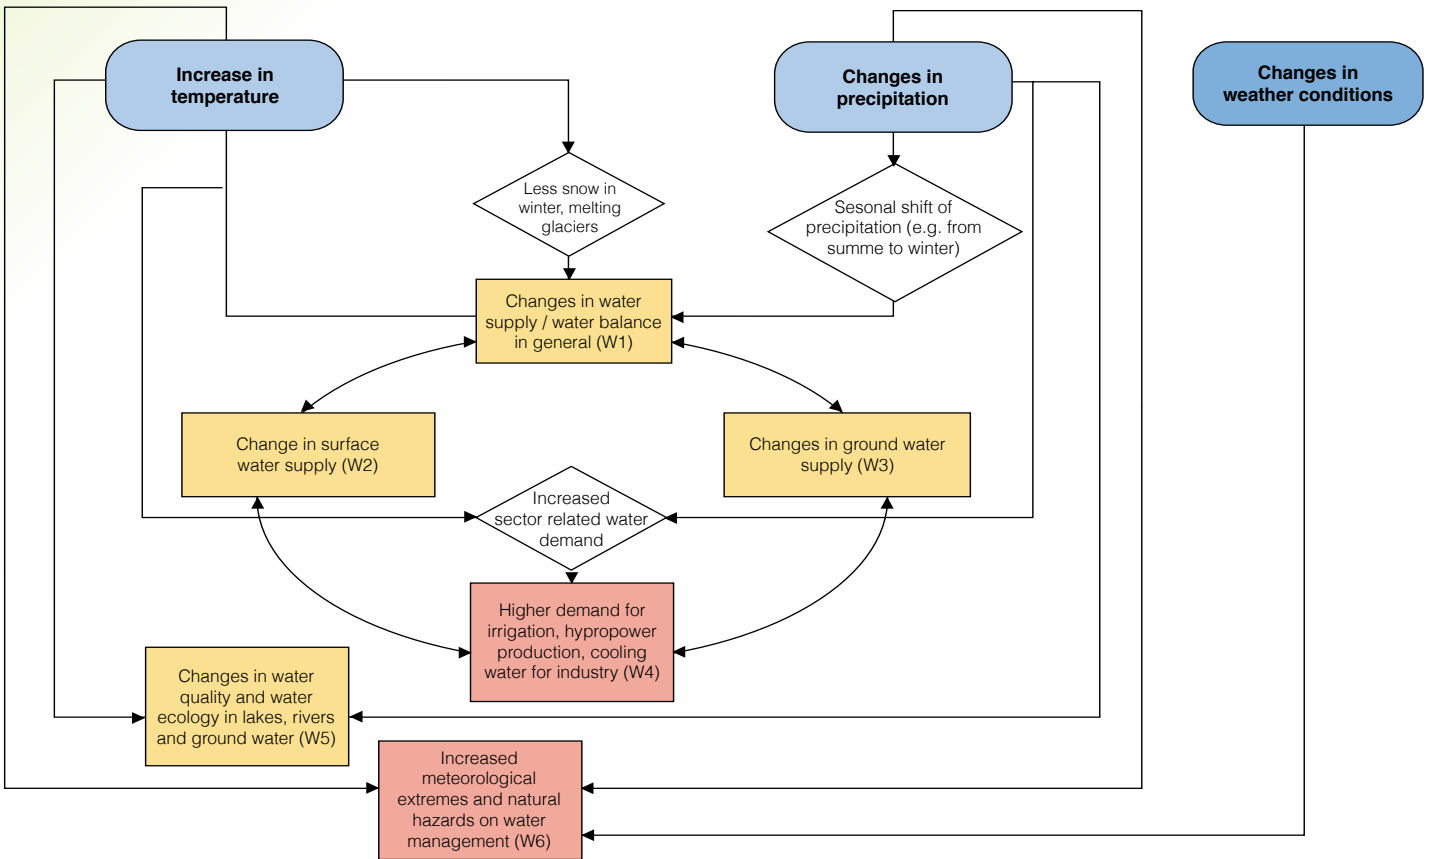 Increase in
temperature
Changes in
precipitation
Changes in
weather conditions
Less snow in
winter, melting
glaciers
Sesonal shift of
precipitation (e.g. from
summe to winter)
Changes in water
supply / water balance
in general (W1)
Change in surface
water supply (W2)
Changes in ground water
supply (W3)
Increased
sector related water
demand
Higher demand for
irrigation, hypropower
production, cooling
water for industry (W4)
Changes in water
quality and water
ecology in lakes, rivers
and ground water (W5)
Increased
meteorological
extremes and natural
hazards on water
management (W6)